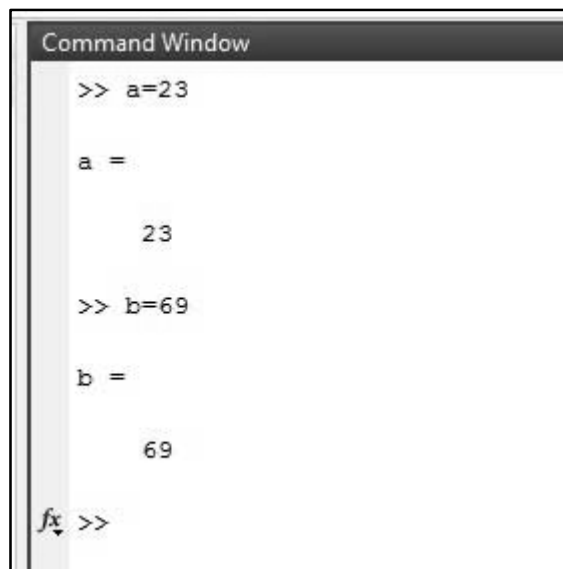 Command Window
>> a=23
a =
23
>> b=69
b =
69
fx >>